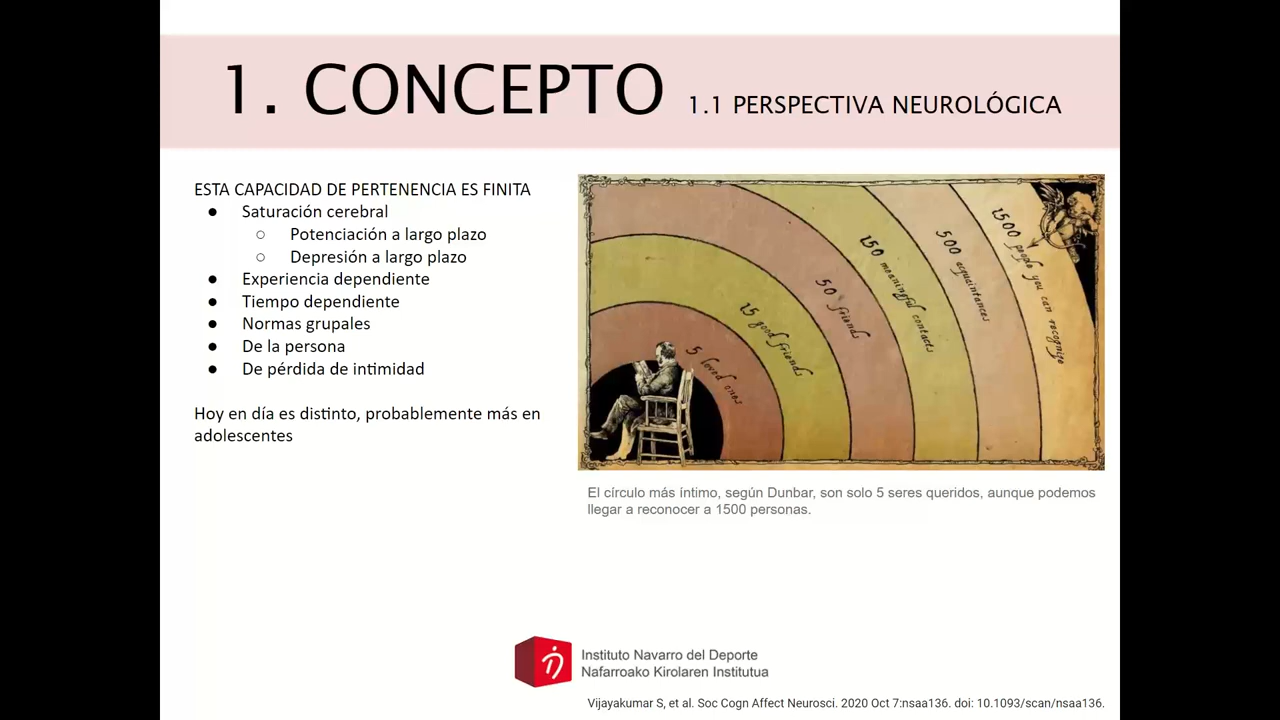 1. CONCEPTO 1.1 PERSPECTIVA NEUROLÓGICA
ESTA CAPACIDAD DE PERTENENCIA ES FINITA
● Saturación cerebral
○ Potenciación a largo plazo
○ Depresión a largo plazo
● Experiencia dependiente
● Tiempo dependiente
● Normas grupales
● De la persona
● De pérdida de intimidad
Hoy en día es distinto, probablemente más en
adolescentes
5 loved ones
15 good friends
50 friends
150 meaningful contacts
500 acquaintances
1500 people you can recognize
El círculo más íntimo, según Dunbar, son solo 5 seres queridos, aunque podemos
llegar a reconocer a 1500 personas.
Instituto Navarro del Deporte
Nafarroako Kirolaren Institutua
Vijayakumar S, et al. Soc Cogn Affect Neurosci. 2020 Oct 7:nsaa136. doi: 10.1093/scan/nsaa136.